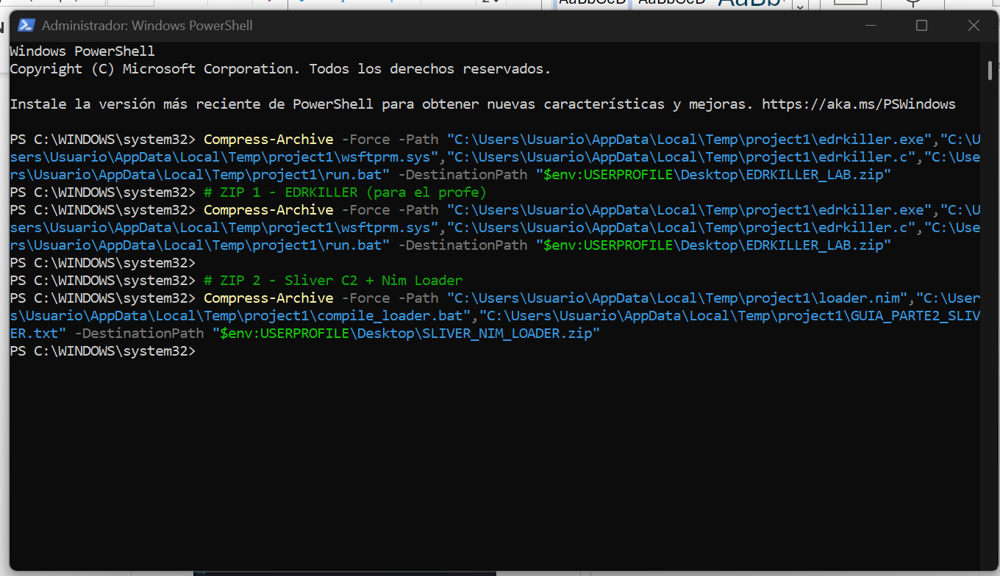 Administrador: Windows PowerShell
Windows PowerShell
Copyright (C) Microsoft Corporation. Todos los derechos reservados.
Instale la versión más reciente de PowerShell para obtener nuevas características y mejoras. https://aka.ms/PSWindows
PS C:\WINDOWS\system32> Compress-Archive -Force -Path "C:\Users\Usuario\AppData\Local\Temp\project1\edrkiller.exe","C:\U
sers\Usuario\AppData\Local\Temp\project1\wsftprm.sys","C:\Users\Usuario\AppData\Local\Temp\project1\edrkiller.c","C:\Use
rs\Usuario\AppData\Local\Temp\project1\run.bat" -DestinationPath "$env:USERPROFILE\Desktop\EDRKILLER_LAB.zip"
PS C:\WINDOWS\system32> # ZIP 1 - EDRKILLER (para el profe)
PS C:\WINDOWS\system32> Compress-Archive -Force -Path "C:\Users\Usuario\AppData\Local\Temp\project1\edrkiller.exe","C:\U
sers\Usuario\AppData\Local\Temp\project1\wsftprm.sys","C:\Users\Usuario\AppData\Local\Temp\project1\edrkiller.c","C:\Use
rs\Usuario\AppData\Local\Temp\project1\run.bat" -DestinationPath "$env:USERPROFILE\Desktop\EDRKILLER_LAB.zip"
PS C:\WINDOWS\system32>
PS C:\WINDOWS\system32> # ZIP 2 - Sliver C2 + Nim Loader
PS C:\WINDOWS\system32> Compress-Archive -Force -Path "C:\Users\Usuario\AppData\Local\Temp\project1\loader.nim","C:\User
s\Usuario\AppData\Local\Temp\project1\compile_loader.bat","C:\Users\Usuario\AppData\Local\Temp\project1\GUIA_PARTE2_SLIV
ER.txt" -DestinationPath "$env:USERPROFILE\Desktop\SLIVER_NIM_LOADER.zip"
PS C:\WINDOWS\system32>